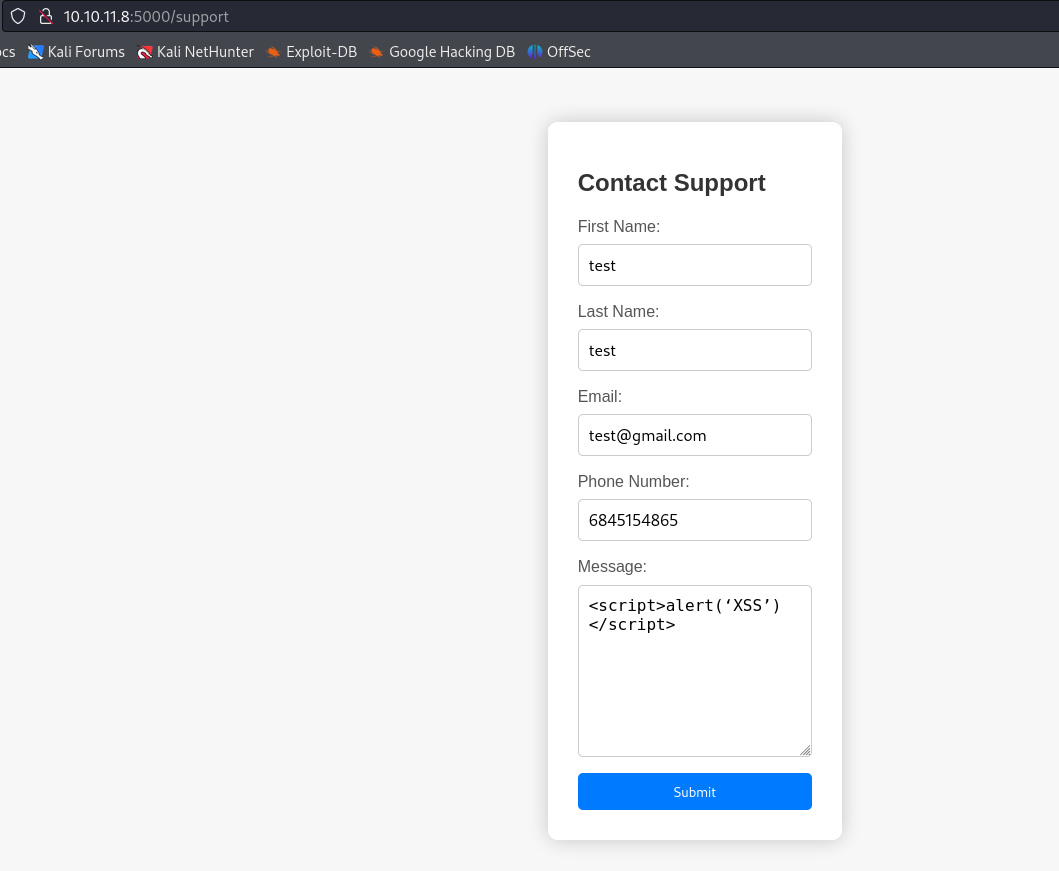 10.10.11.8:5000/support
ocs Kali Forums Kali NetHunter Exploit-DB Google Hacking DB OffSec
Contact Support
First Name:
test
Last Name:
test
Email:
test@gmail.com
Phone Number:
6845154865
Message:
<script>alert(‘XSS’)
</script>
Submit